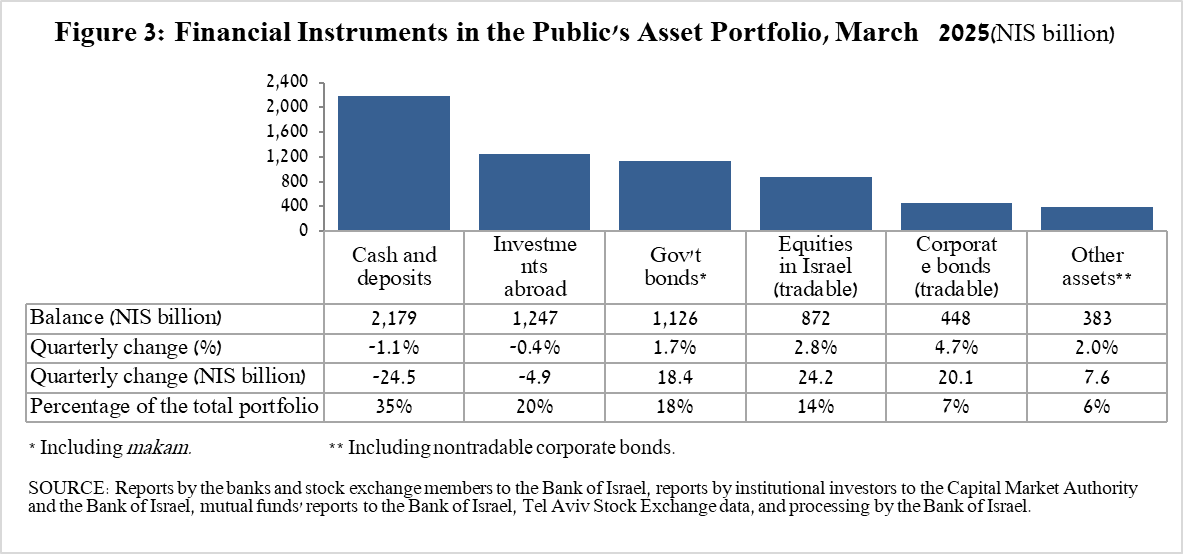 Figure 3: Financial Instruments in the Public's Asset Portfolio, March 2025(NIS billion)
2,400
2,000
1,600
1,200
800
400
0
Cash and deposits Investme nts abroad Gov't bonds* Equities in Israel (tradable) Corporat e bonds (tradable) Other assets**
Balance (NIS billion) 2,179 1,247 1,126 872 448 383
Quarterly change (%) -1.1% -0.4% 1.7% 2.8% 4.7% 2.0%
Quarterly change (NIS billion) -24.5 -4.9 18.4 24.2 20.1 7.6
Percentage of the total portfolio 35% 20% 18% 14% 7% 6%
* Including makam. ** Including nontradable corporate bonds.
SOURCE: Reports by the banks and stock exchange members to the Bank of Israel, reports by institutional investors to the Capital Market Authority
and the Bank of Israel, mutual funds' reports to the Bank of Israel, Tel Aviv Stock Exchange data, and processing by the Bank of Israel.